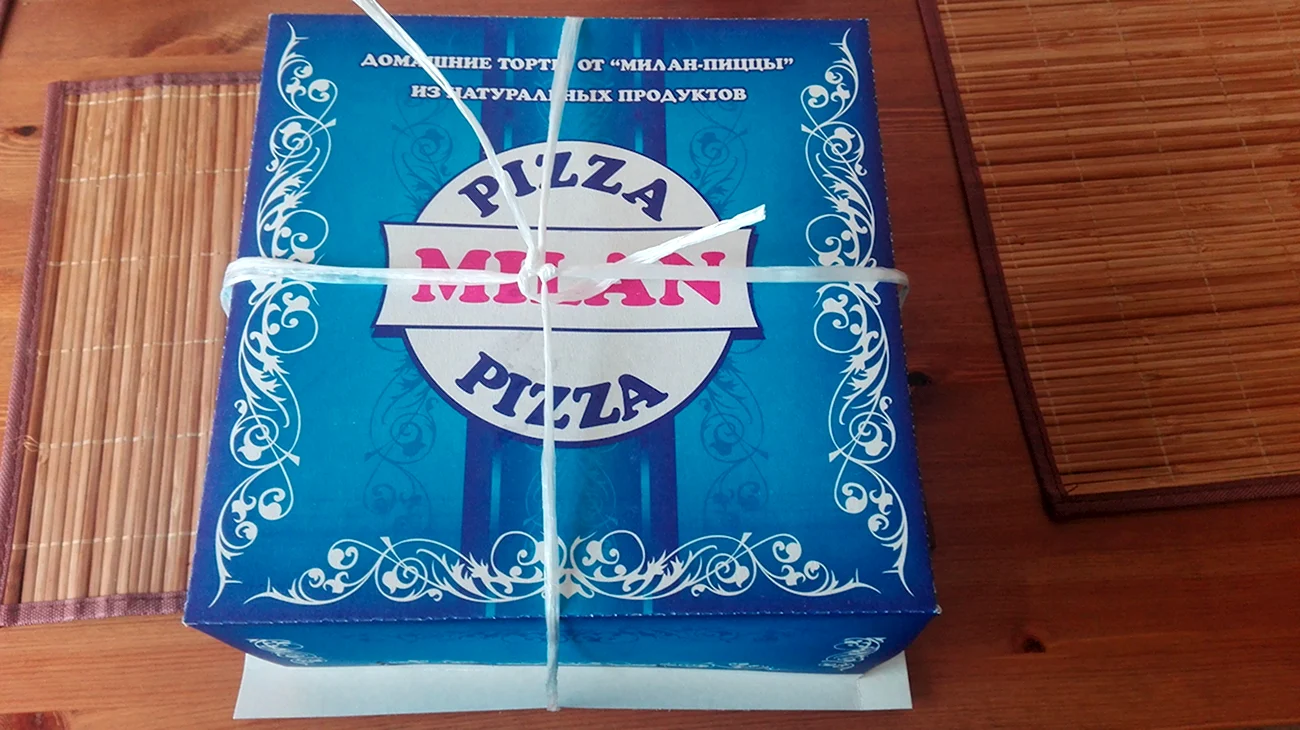 ДОМАШНИЕ ТОРТЫ ОТ “МИЛАН-ПИЦЦЫ”
ИЗ НАТУРАЛЬНЫХ ПРОДУКТОВ
PIZZA
MILAN
PIZZA